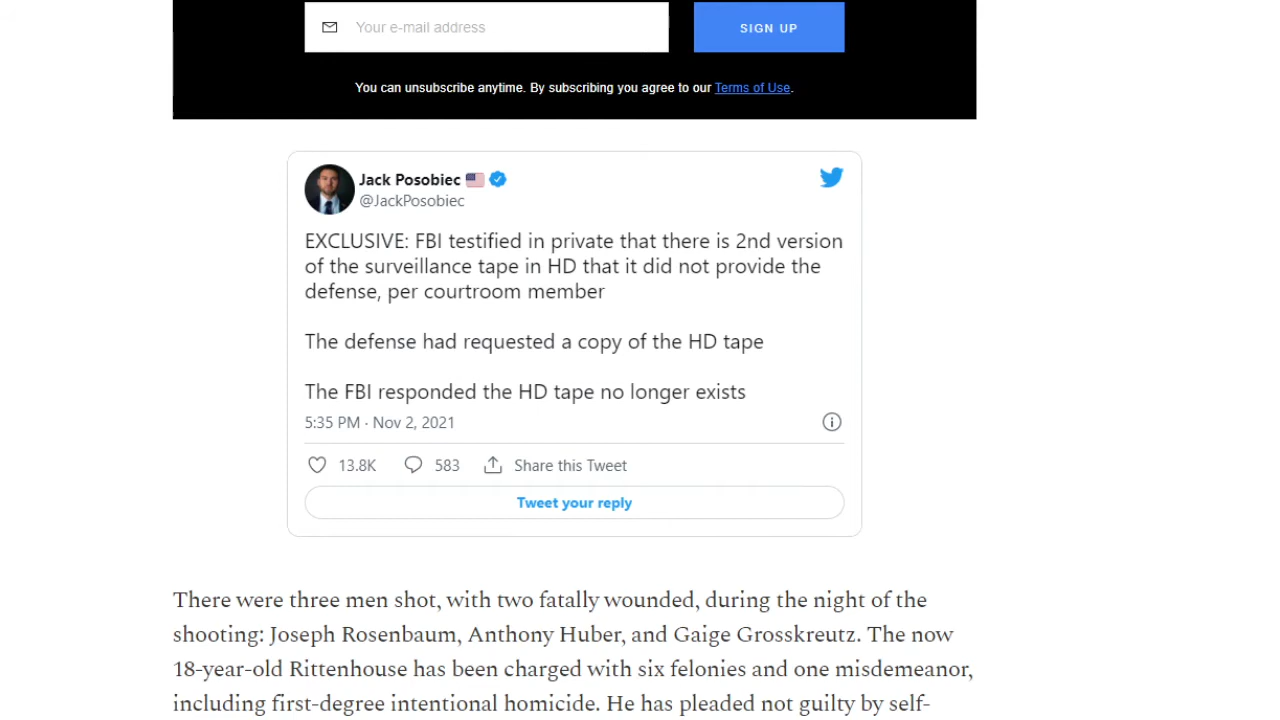 Your e-mail address
SIGN UP
You can unsubscribe anytime. By subscribing you agree to our Terms of Use.
Jack Posobiec
@JackPosobiec
EXCLUSIVE: FBI testified in private that there is 2nd version
of the surveillance tape in HD that it did not provide the
defense, per courtroom member
The defense had requested a copy of the HD tape
The FBI responded the HD tape no longer exists
5:35 PM · Nov 2, 2021
13.8K 583 Share this Tweet
Tweet your reply
There were three men shot, with two fatally wounded, during the night of the
shooting: Joseph Rosenbaum, Anthony Huber, and Gaige Grosskreutz. The now
18-year-old Rittenhouse has been charged with six felonies and one misdemeanor,
including first-degree intentional homicide. He has pleaded not guilty by self-